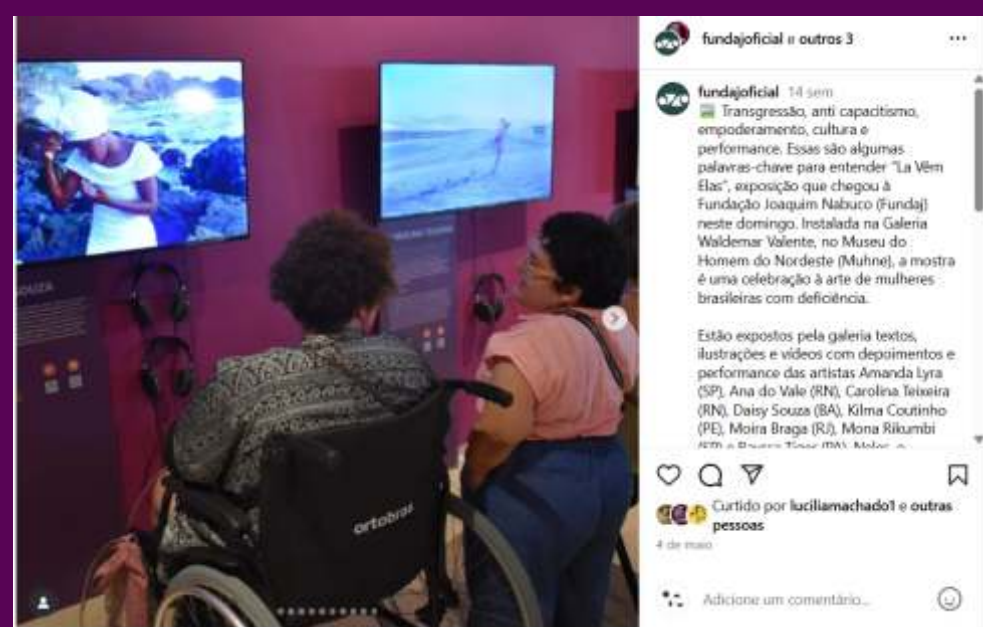 OUZA
ortobras
fundajoficial e outros 3
fundajoficial 14 sem
Transgressão, anti capacitismo,
empoderamento, cultura e
performance. Essas são algumas
palavras-chave para entender "La Vêm
Elas", exposição que chegou à
Fundação Joaquim Nabuco (Fundaj)
neste domingo. Instalada na Galeria
Waldemar Valente, no Museu do
Homem do Nordeste (Muhne), a mostra
é uma celebração à arte de mulheres
brasileiras com deficiência.
Estão expostos pela galeria textos,
ilustrações e vídeos com depoimentos e
performance das artistas Amanda Lyra
(SP), Ana do Vale (RN), Carolina Teixeira
(RN), Daisy Souza (BA), Kilma Coutinho
(PE), Moira Braga (RJ), Mona Rikumbi
Curtido por luciliamachado1 e outras
pessoas
4 de maio
Adicione um comentário...